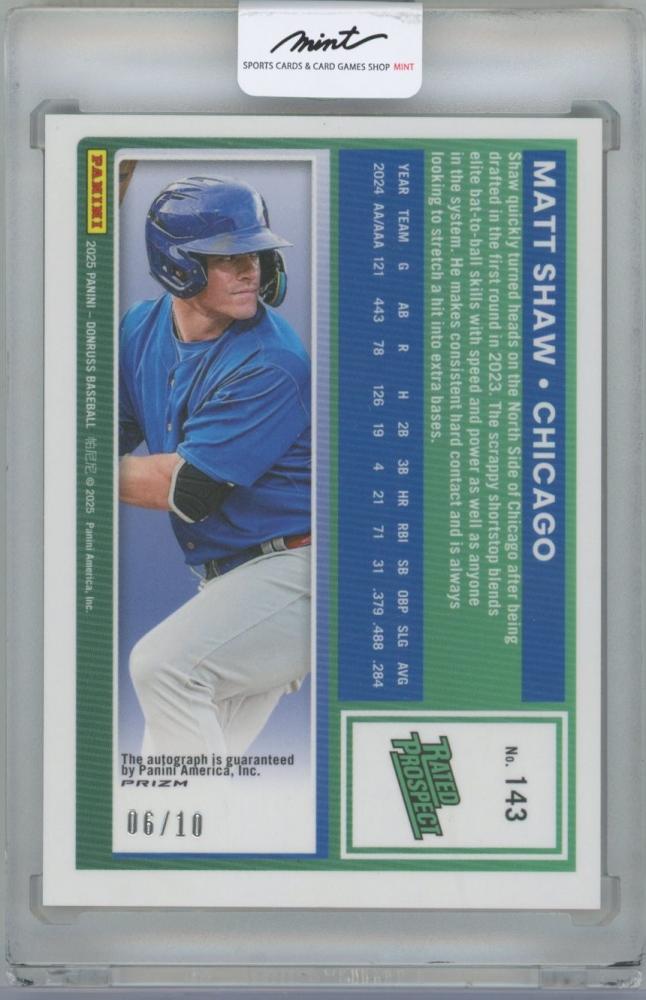 mint
SPORTS CARDS & CARD GAMES SHOP MINT
MATT SHAW • CHICAGO
Shaw quickly turned heads on the North Side of Chicago after being
drafted in the first round in 2023. The scrappy shortstop blends
elite bat-to-ball skills with speed and power as well as anyone
in the system. He makes consistent hard contact and is always
looking to stretch a hit into extra bases.
YEAR TEAM G AB R H 2B 3B HR RBI SB OBP SLG AVG
2024 AA/AAA 121 443 78 126 19 4 21 71 31 .379 .488 .284
No. 143
RATED
PROSPECT
The autograph is guaranteed
by Panini America, Inc.
PRIZM
06/10
PANINI
2025 PANINI – DONRUSS BASEBALL 帕尼尼 © 2025 Panini America, Inc.